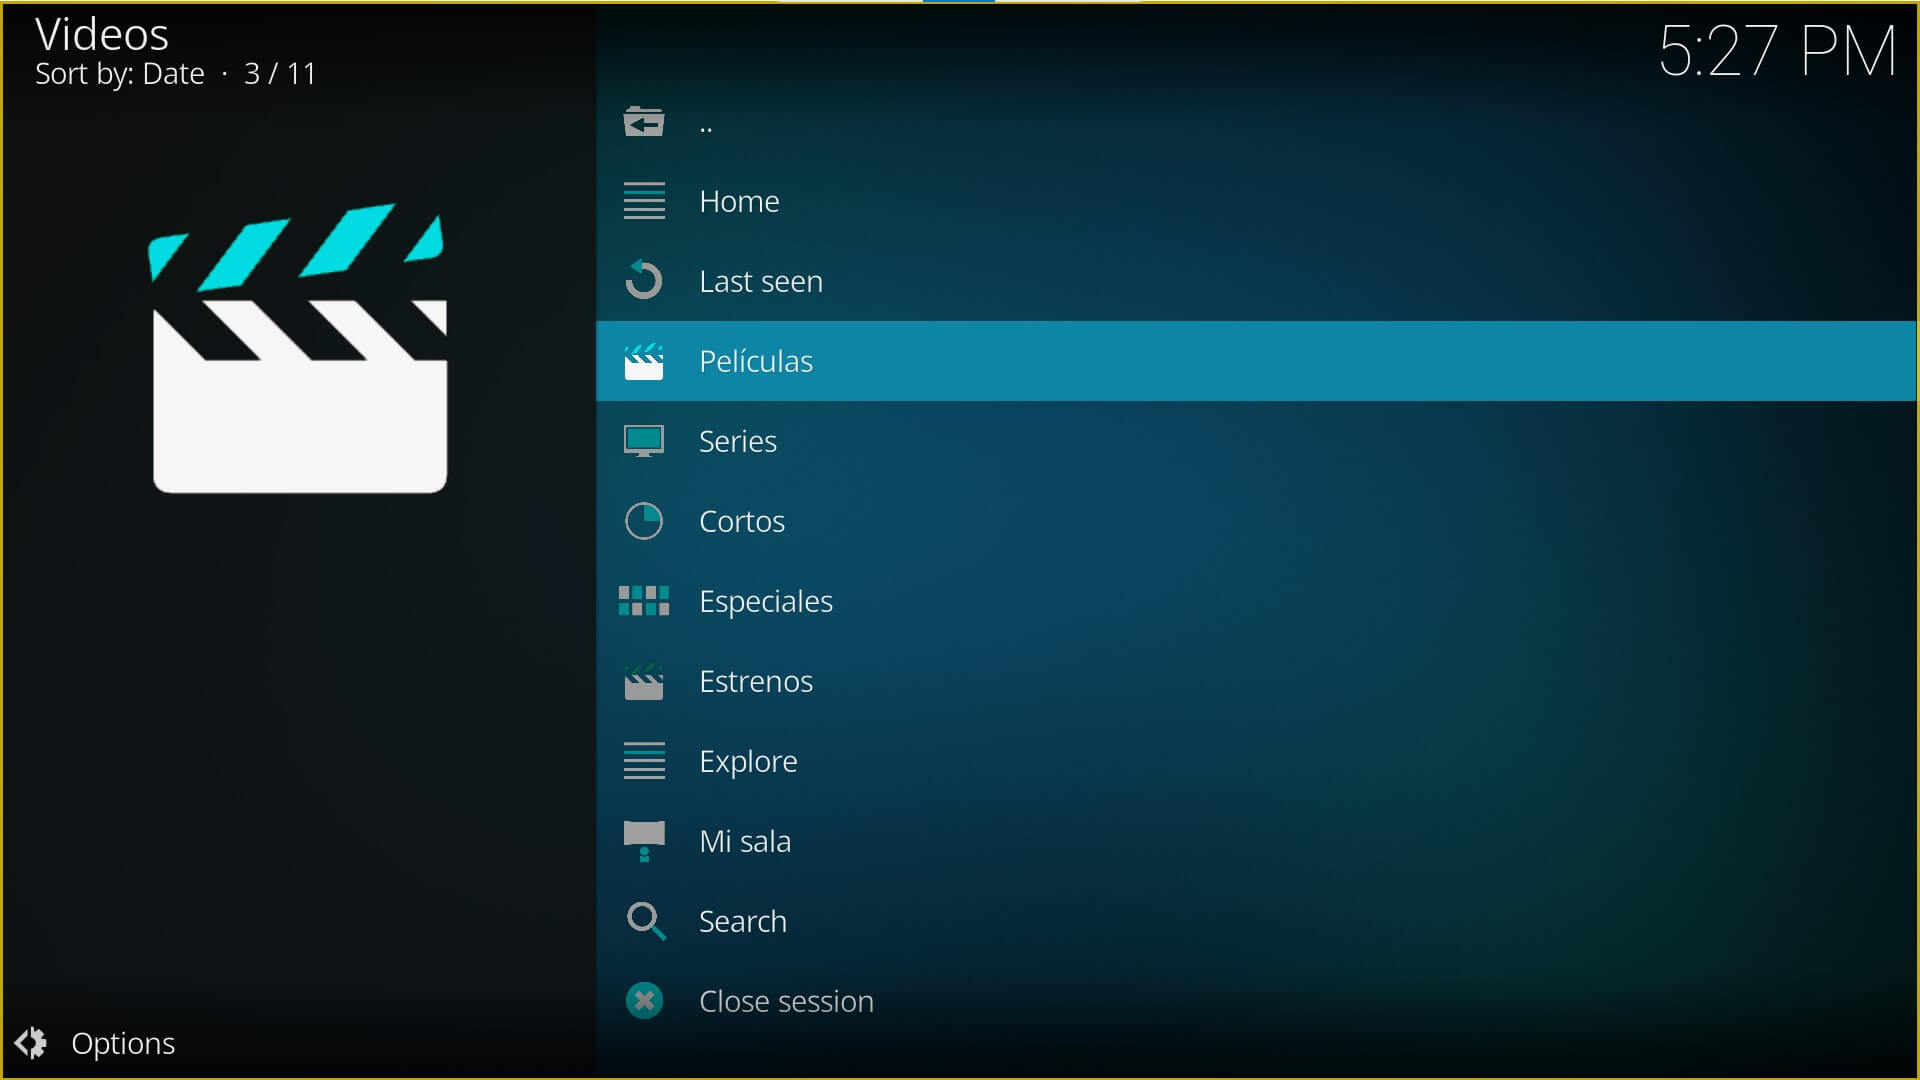 Videos
Sort by: Date · 3 / 11
5:27 PM
..
Home
Last seen
Películas
Series
Cortos
Especiales
Estrenos
Explore
Mi sala
Search
Close session
Options